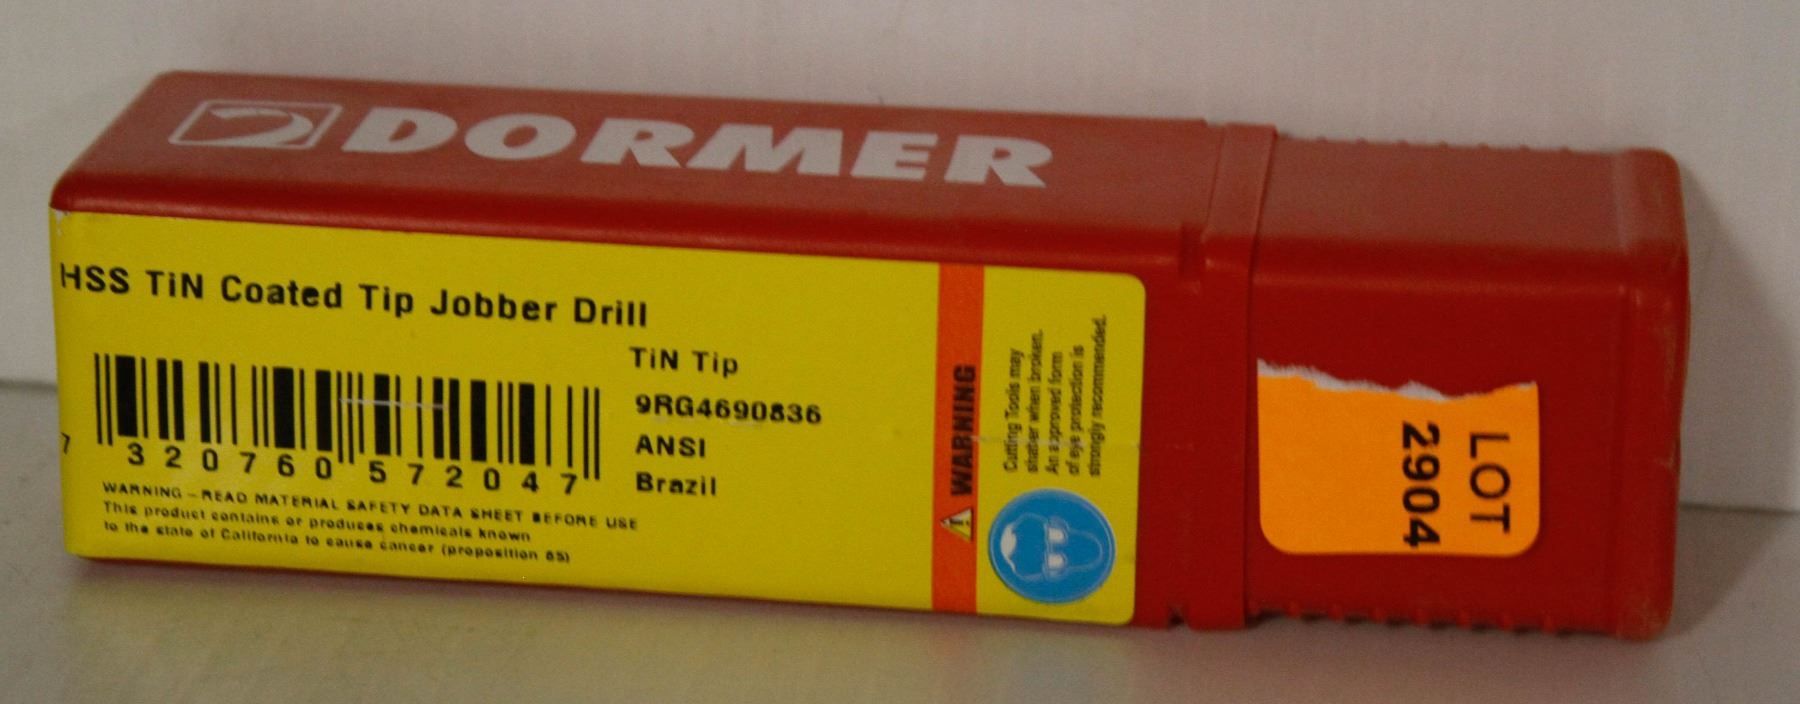 DORMER
HSS TiN Coated Tip Jobber Drill
TiN Tip
9RG4690836
ANSI
Brazil
7 320760 572047
WARNING – READ MATERIAL SAFETY DATA SHEET BEFORE USE
This product contains or produces chemicals known
to the state of California to cause cancer (proposition 65)
WARNING
Cutting Tools may
shatter when broken.
An approved form
of eye protection is
strongly recommended.
LOT
2904